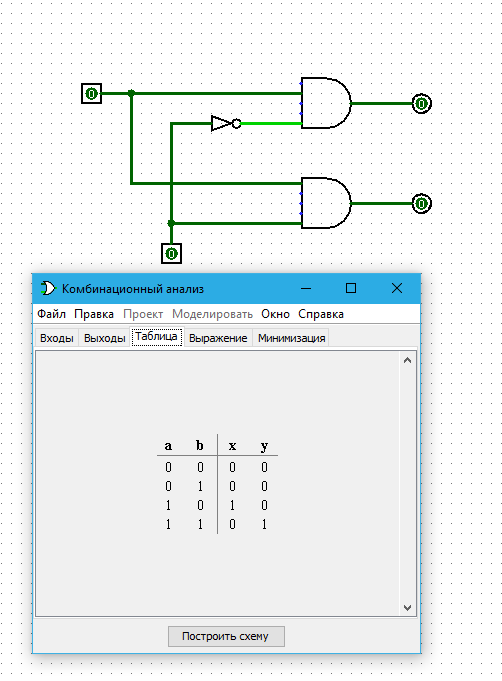 0
0
0
0
Комбинационный анализ
Файл Правка Проект Моделировать Окно Справка
Входы Выходы Таблица Выражение Минимизация
a b x y
0 0 0 0
0 1 0 0
1 0 1 0
1 1 0 1
Построить схему